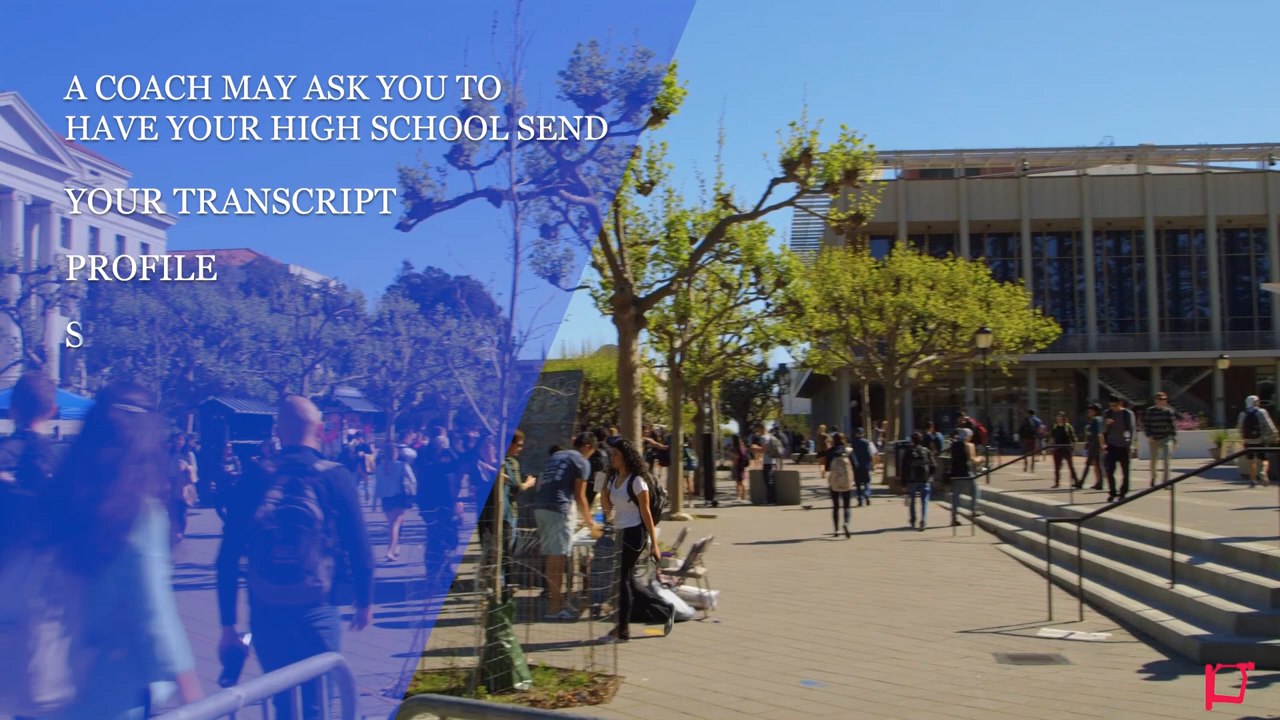 A COACH MAY ASK YOU TO
HAVE YOUR HIGH SCHOOL SEND
YOUR TRANSCRIPT
PROFILE
S